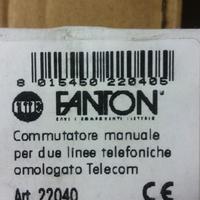 8 015450 220405
FANTON
CAVI E COMPONENTI ELETTRICI
Commutatore manuale
per due linee telefoniche
omologato Telecom
Art. 22040 CE